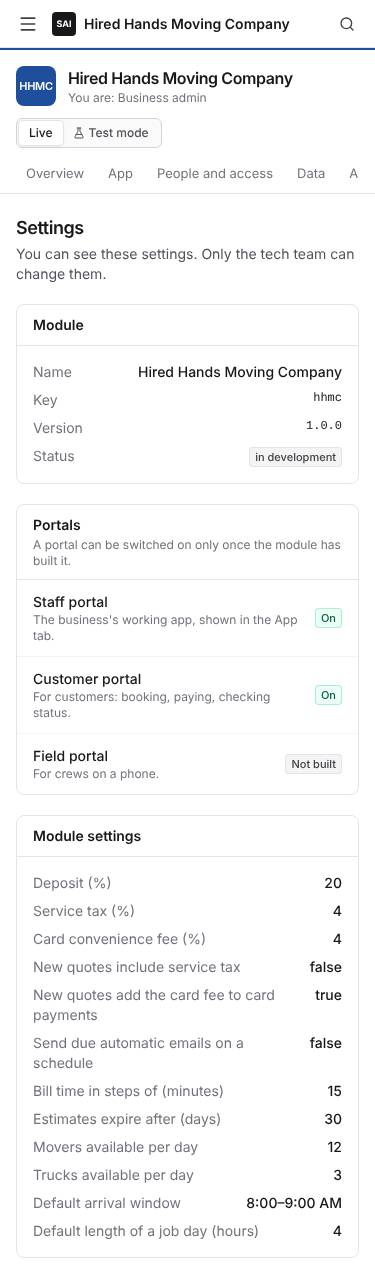 SAI Hired Hands Moving Company
HHMC
Hired Hands Moving Company
You are: Business admin
Live Test mode
Overview App People and access Data A
Settings
You can see these settings. Only the tech team can
change them.
Module
Name Hired Hands Moving Company
Key hhmc
Version 1.0.0
Status in development
Portals
A portal can be switched on only once the module has
built it.
Staff portal
The business's working app, shown in the App
tab.
On
Customer portal
For customers: booking, paying, checking
status.
On
Field portal
For crews on a phone.
Not built
Module settings
Deposit (%) 20
Service tax (%) 4
Card convenience fee (%) 4
New quotes include service tax false
New quotes add the card fee to card true
payments
Send due automatic emails on a false
schedule
Bill time in steps of (minutes) 15
Estimates expire after (days) 30
Movers available per day 12
Trucks available per day 3
Default arrival window 8:00–9:00 AM
Default length of a job day (hours) 4